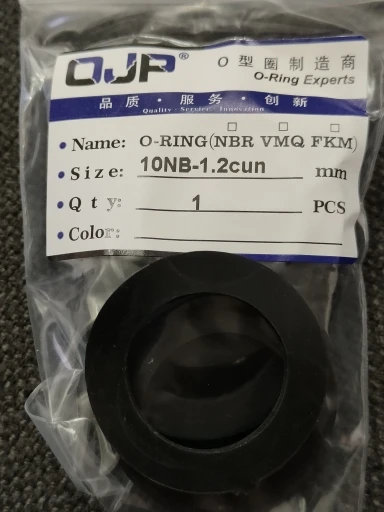 OJP® O型圈制造商
O-Ring Experts
品质·服务·创新
Quality · Service · Innovation
• Name: O-RING(□NBR □VMQ □FKM)
• Size: 10NB-1.2cun mm
• Qty: 1 PCS
• Color: